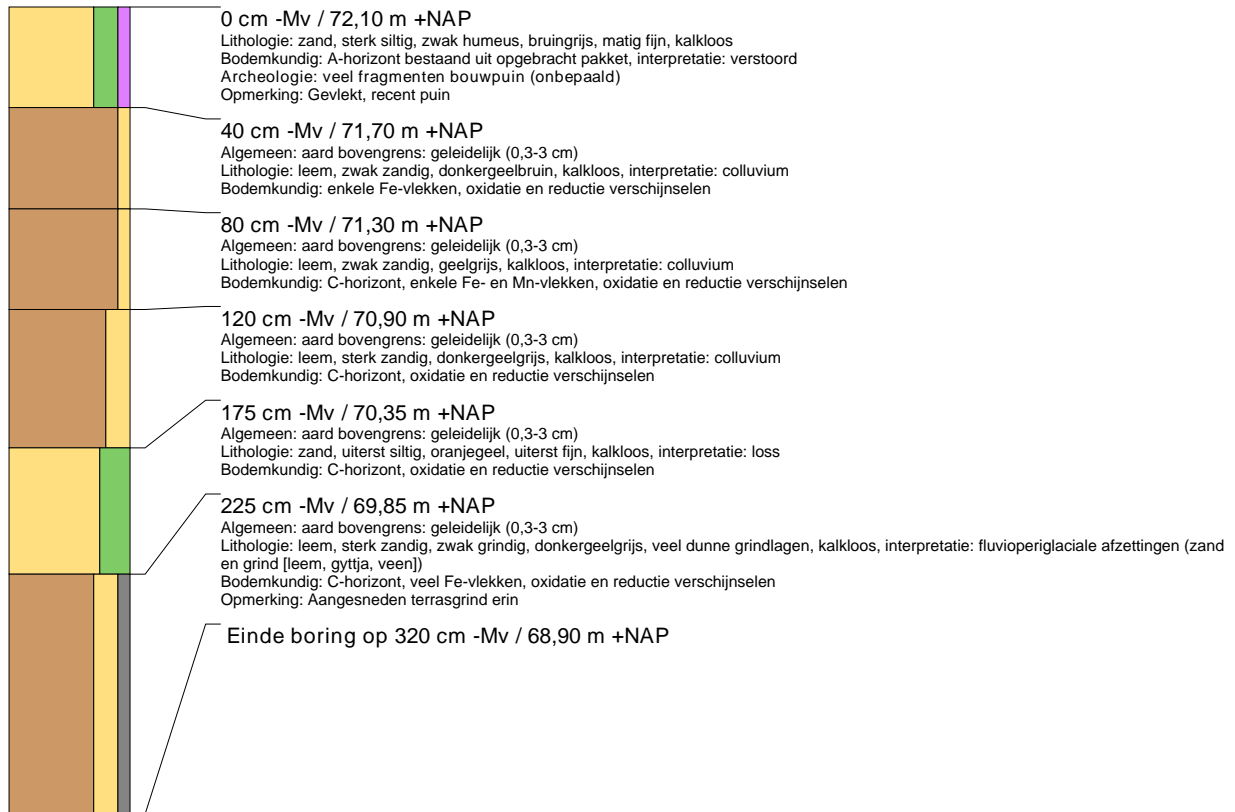 0 cm -Mv / 72,10 m +NAP
Lithologie: zand, sterk siltig, zwak humeus, bruingrijs, matig fijn, kalkloos
Bodemkundig: A-horizont bestaand uit opgebracht pakket, interpretatie: verstoord
Archeologie: veel fragmenten bouwpuin (onbepaald)
Opmerking: Gevlekt, recent puin
40 cm -Mv / 71,70 m +NAP
Algemeen: aard bovengrens: geleidelijk (0,3-3 cm)
Lithologie: leem, zwak zandig, donkergeelbruin, kalkloos, interpretatie: colluvium
Bodemkundig: enkele Fe-vlekken, oxidatie en reductie verschijnselen
80 cm -Mv / 71,30 m +NAP
Algemeen: aard bovengrens: geleidelijk (0,3-3 cm)
Lithologie: leem, zwak zandig, geelgrijs, kalkloos, interpretatie: colluvium
Bodemkundig: C-horizont, enkele Fe- en Mn-vlekken, oxidatie en reductie verschijnselen
120 cm -Mv / 70,90 m +NAP
Algemeen: aard bovengrens: geleidelijk (0,3-3 cm)
Lithologie: leem, sterk zandig, donkergeelgrijs, kalkloos, interpretatie: colluvium
Bodemkundig: C-horizont, oxidatie en reductie verschijnselen
175 cm -Mv / 70,35 m +NAP
Algemeen: aard bovengrens: geleidelijk (0,3-3 cm)
Lithologie: zand, uiterst siltig, oranjegeel, uiterst fijn, kalkloos, interpretatie: loss
Bodemkundig: C-horizont, oxidatie en reductie verschijnselen
225 cm -Mv / 69,85 m +NAP
Algemeen: aard bovengrens: geleidelijk (0,3-3 cm)
Lithologie: leem, sterk zandig, zwak grindig, donkergeelgrijs, veel dunne grindlagen, kalkloos, interpretatie: fluvioperiglaciale afzettingen (zand
en grind [leem, gyttja, veen])
Bodemkundig: C-horizont, veel Fe-vlekken, oxidatie en reductie verschijnselen
Opmerking: Aangesneden terrasgrind erin
Einde boring op 320 cm -Mv / 68,90 m +NAP